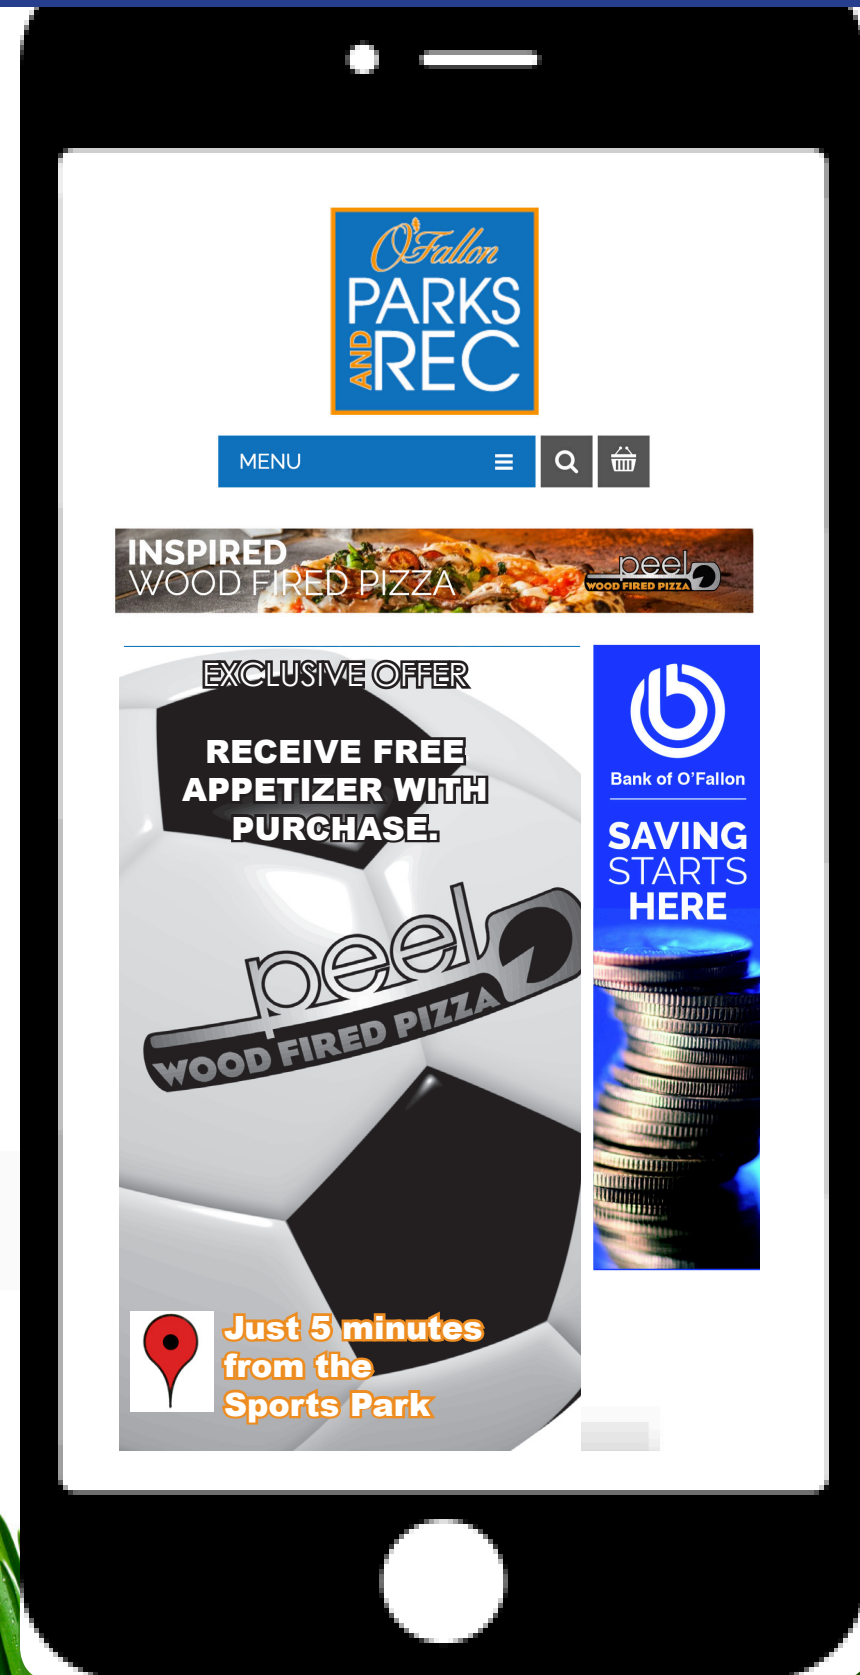 O'Fallon
PARKS
AND REC
MENU
INSPIRED
WOOD FIRED PIZZA
peel
WOOD FIRED PIZZA
EXCLUSIVE OFFER
RECEIVE FREE
APPETIZER WITH
PURCHASE.
peel
WOOD FIRED PIZZA
Just 5 minutes
from the
Sports Park
Bank of O'Fallon
SAVING
STARTS
HERE